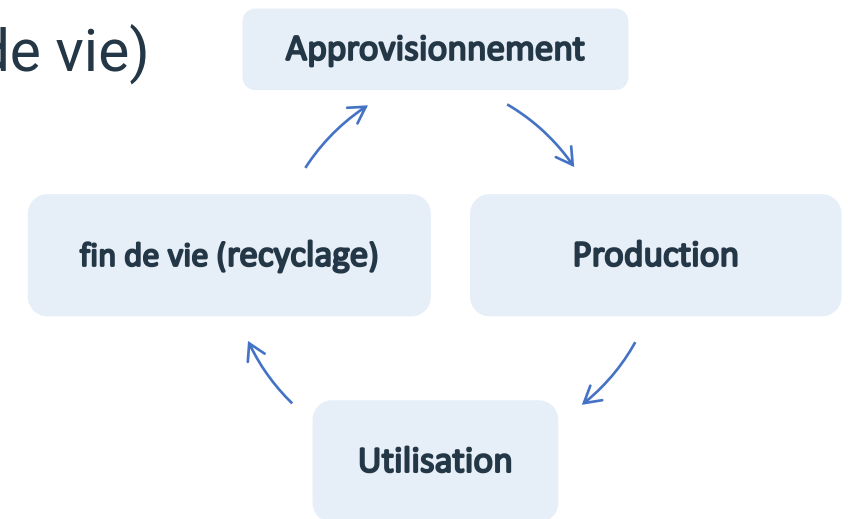 de vie)
Approvisionnement
fin de vie (recyclage)
Production
Utilisation